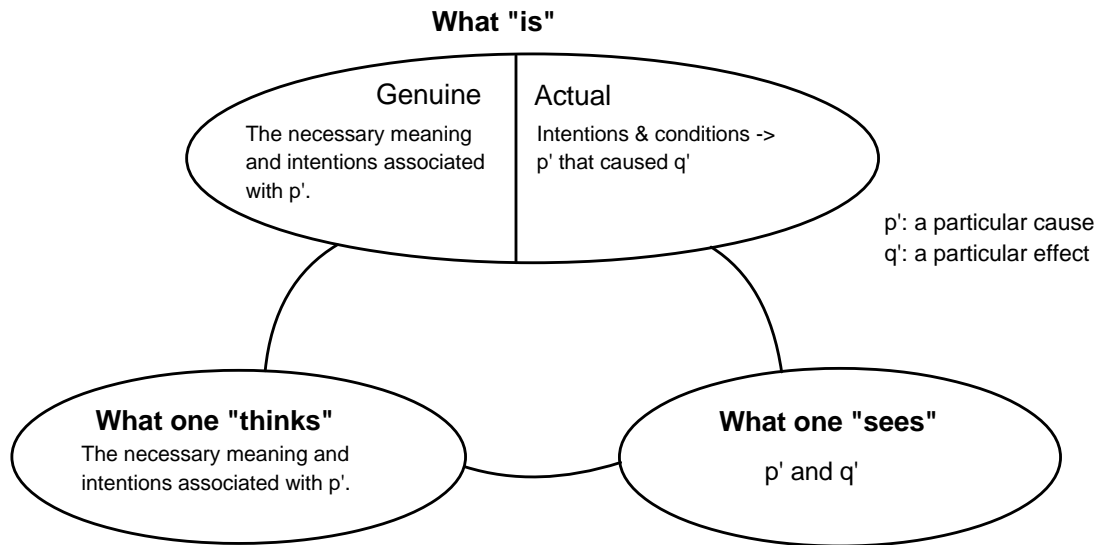 What "is"
Genuine
The necessary meaning
and intentions associated
with p'.
Actual
Intentions & conditions ->
p' that caused q'
p': a particular cause
q': a particular effect
What one "thinks"
The necessary meaning and
intentions associated with p'.
What one "sees"
p' and q'